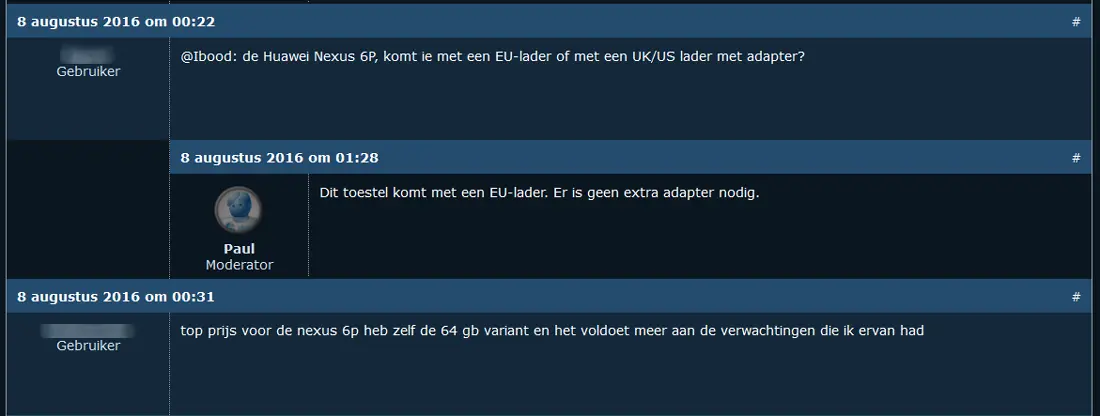 8 augustus 2016 om 00:22 #
Gebruiker
@Ibood: de Huawei Nexus 6P, komt ie met een EU-lader of met een UK/US lader met adapter?
8 augustus 2016 om 01:28 #
Paul
Moderator
Dit toestel komt met een EU-lader. Er is geen extra adapter nodig.
8 augustus 2016 om 00:31 #
Gebruiker
top prijs voor de nexus 6p heb zelf de 64 gb variant en het voldoet meer aan de verwachtingen die ik ervan had